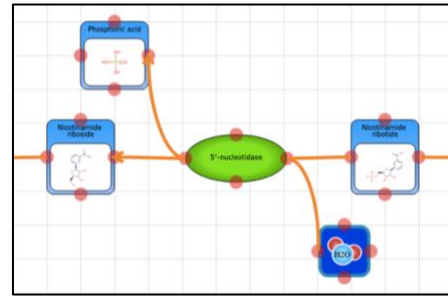 Phosphoric acid
Nicotinamide
riboside
5'-nucleotidase
Nicotinamide
ribotide
H2O